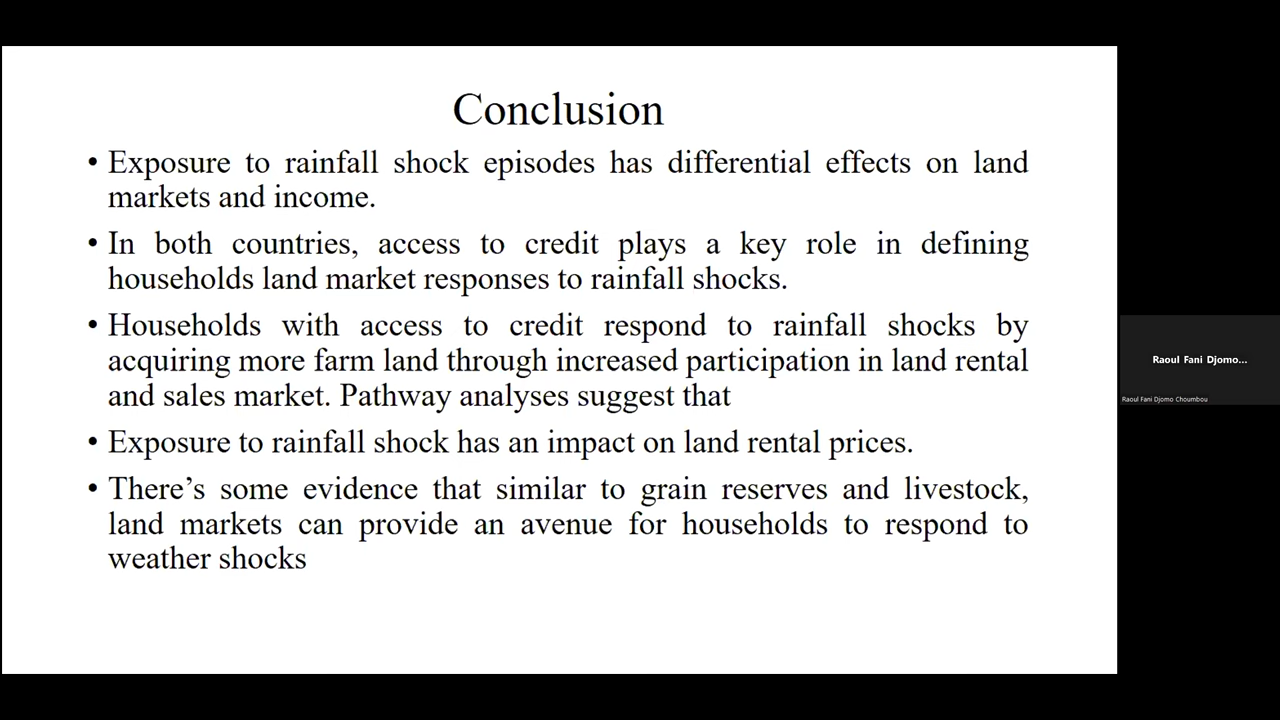 Conclusion
• Exposure to rainfall shock episodes has differential effects on land
markets and income.
• In both countries, access to credit plays a key role in defining
households land market responses to rainfall shocks.
• Households with access to credit respond to rainfall shocks by
acquiring more farm land through increased participation in land rental
and sales market. Pathway analyses suggest that
• Exposure to rainfall shock has an impact on land rental prices.
• There’s some evidence that similar to grain reserves and livestock,
land markets can provide an avenue for households to respond to
weather shocks
Raoul Fani Djomo...
Raoul Fani Djomo Choumbou